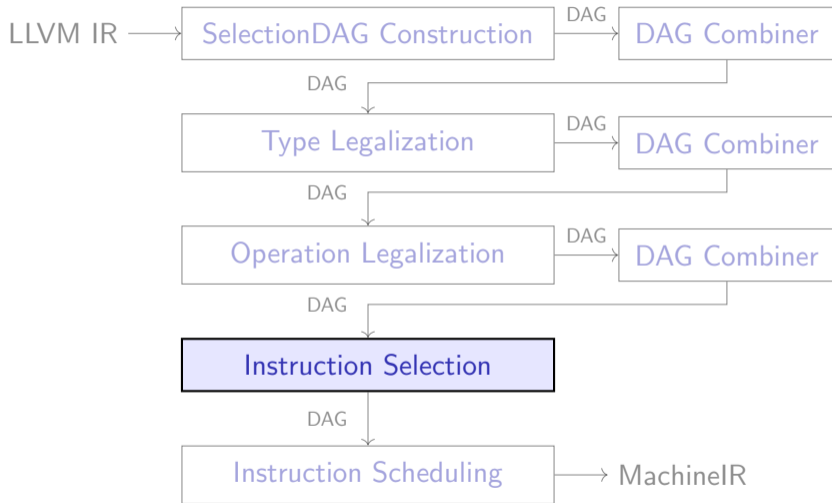 LLVM IR
SelectionDAG Construction
DAG
DAG Combiner
DAG
Type Legalization
DAG
DAG Combiner
DAG
Operation Legalization
DAG
DAG Combiner
DAG
Instruction Selection
DAG
Instruction Scheduling
MachineIR